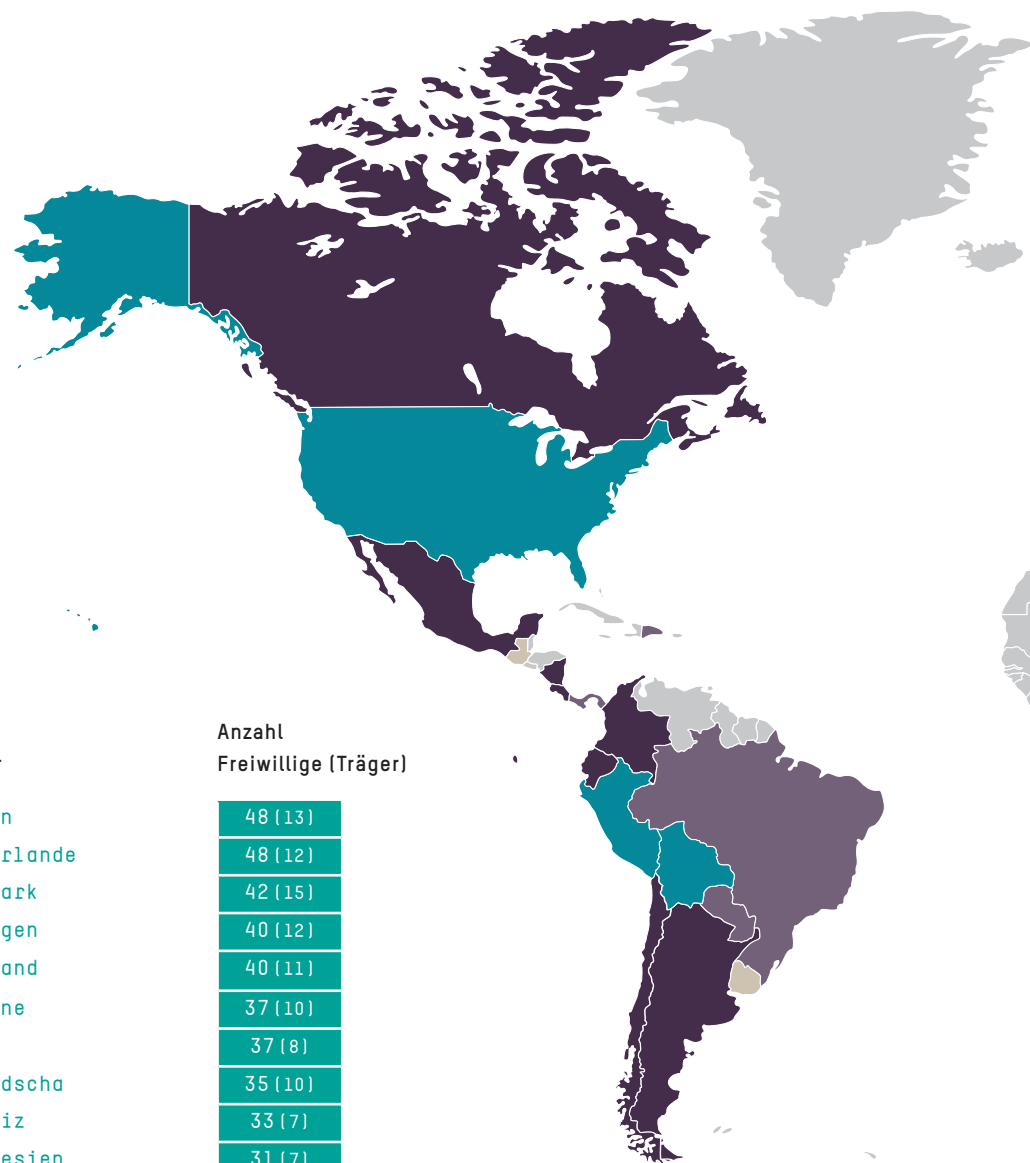 Anzahl
Freiwillige (Träger)
n 48 (13)
rlande 48 (12)
ark 42 (15)
gen 40 (12)
and 40 (11)
ne 37 (10)
37 (8)
dscha 35 (10)
iz 33 (7)
esien 31 (7)